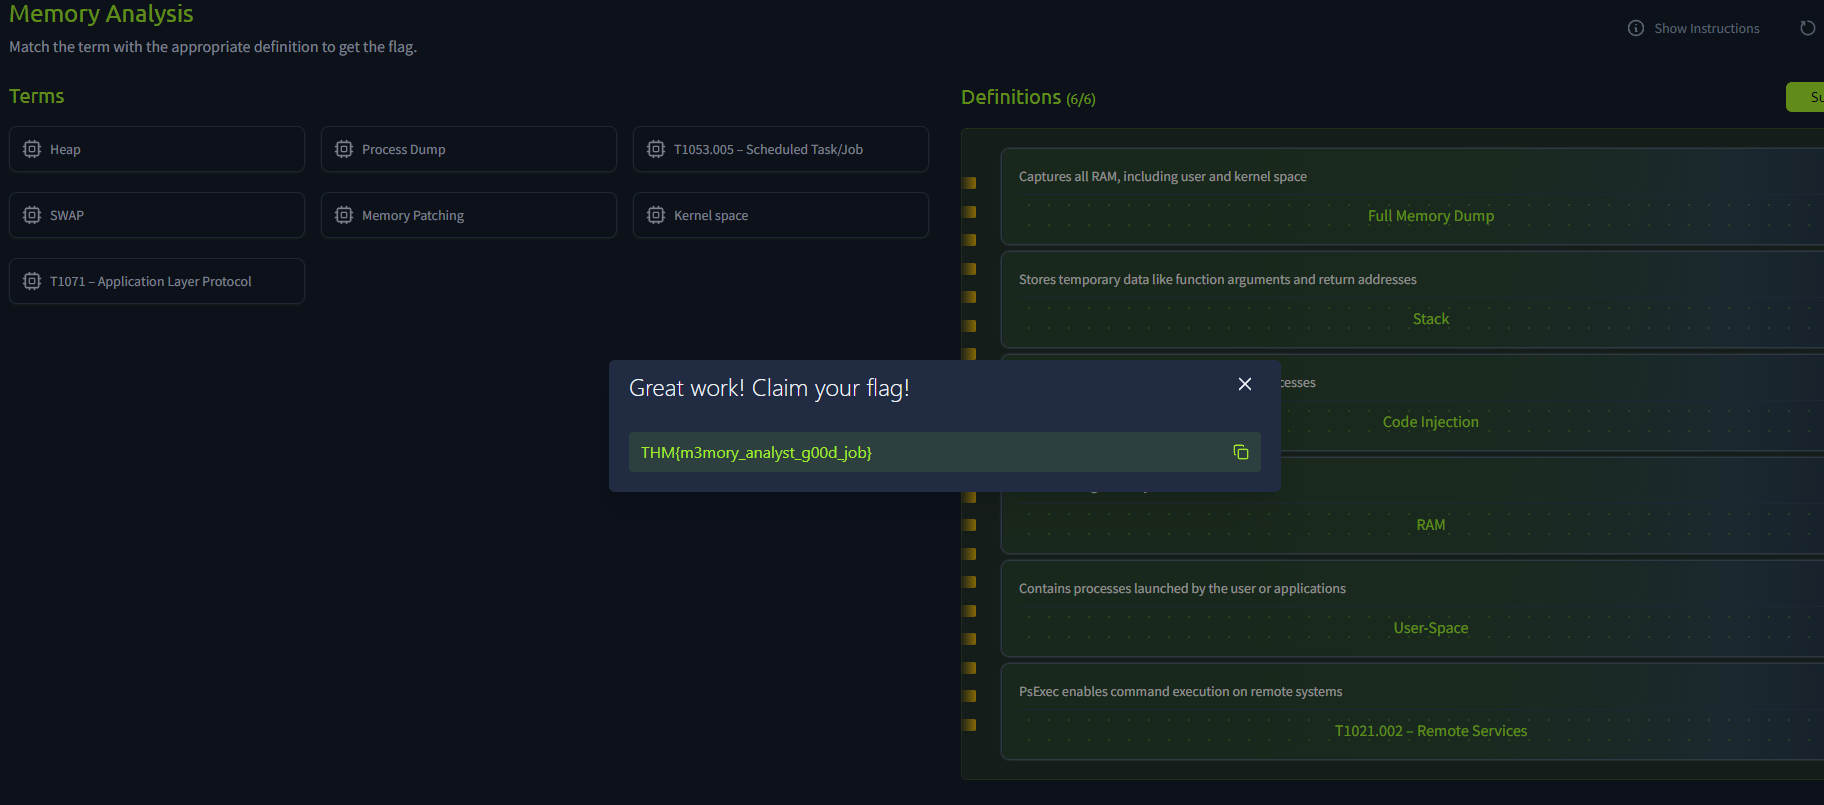 Memory Analysis
Show Instructions
Match the term with the appropriate definition to get the flag.
Terms
Definitions (6/6)
Su
Heap
Process Dump
T1053.005 – Scheduled Task/Job
SWAP
Memory Patching
Kernel space
T1071 – Application Layer Protocol
Captures all RAM, including user and kernel space
Full Memory Dump
Stores temporary data like function arguments and return addresses
Stack
Great work! Claim your flag!
THM{m3mory_analyst_g00d_job}
Code Injection
RAM
Contains processes launched by the user or applications
User-Space
PsExec enables command execution on remote systems
T1021.002 – Remote Services